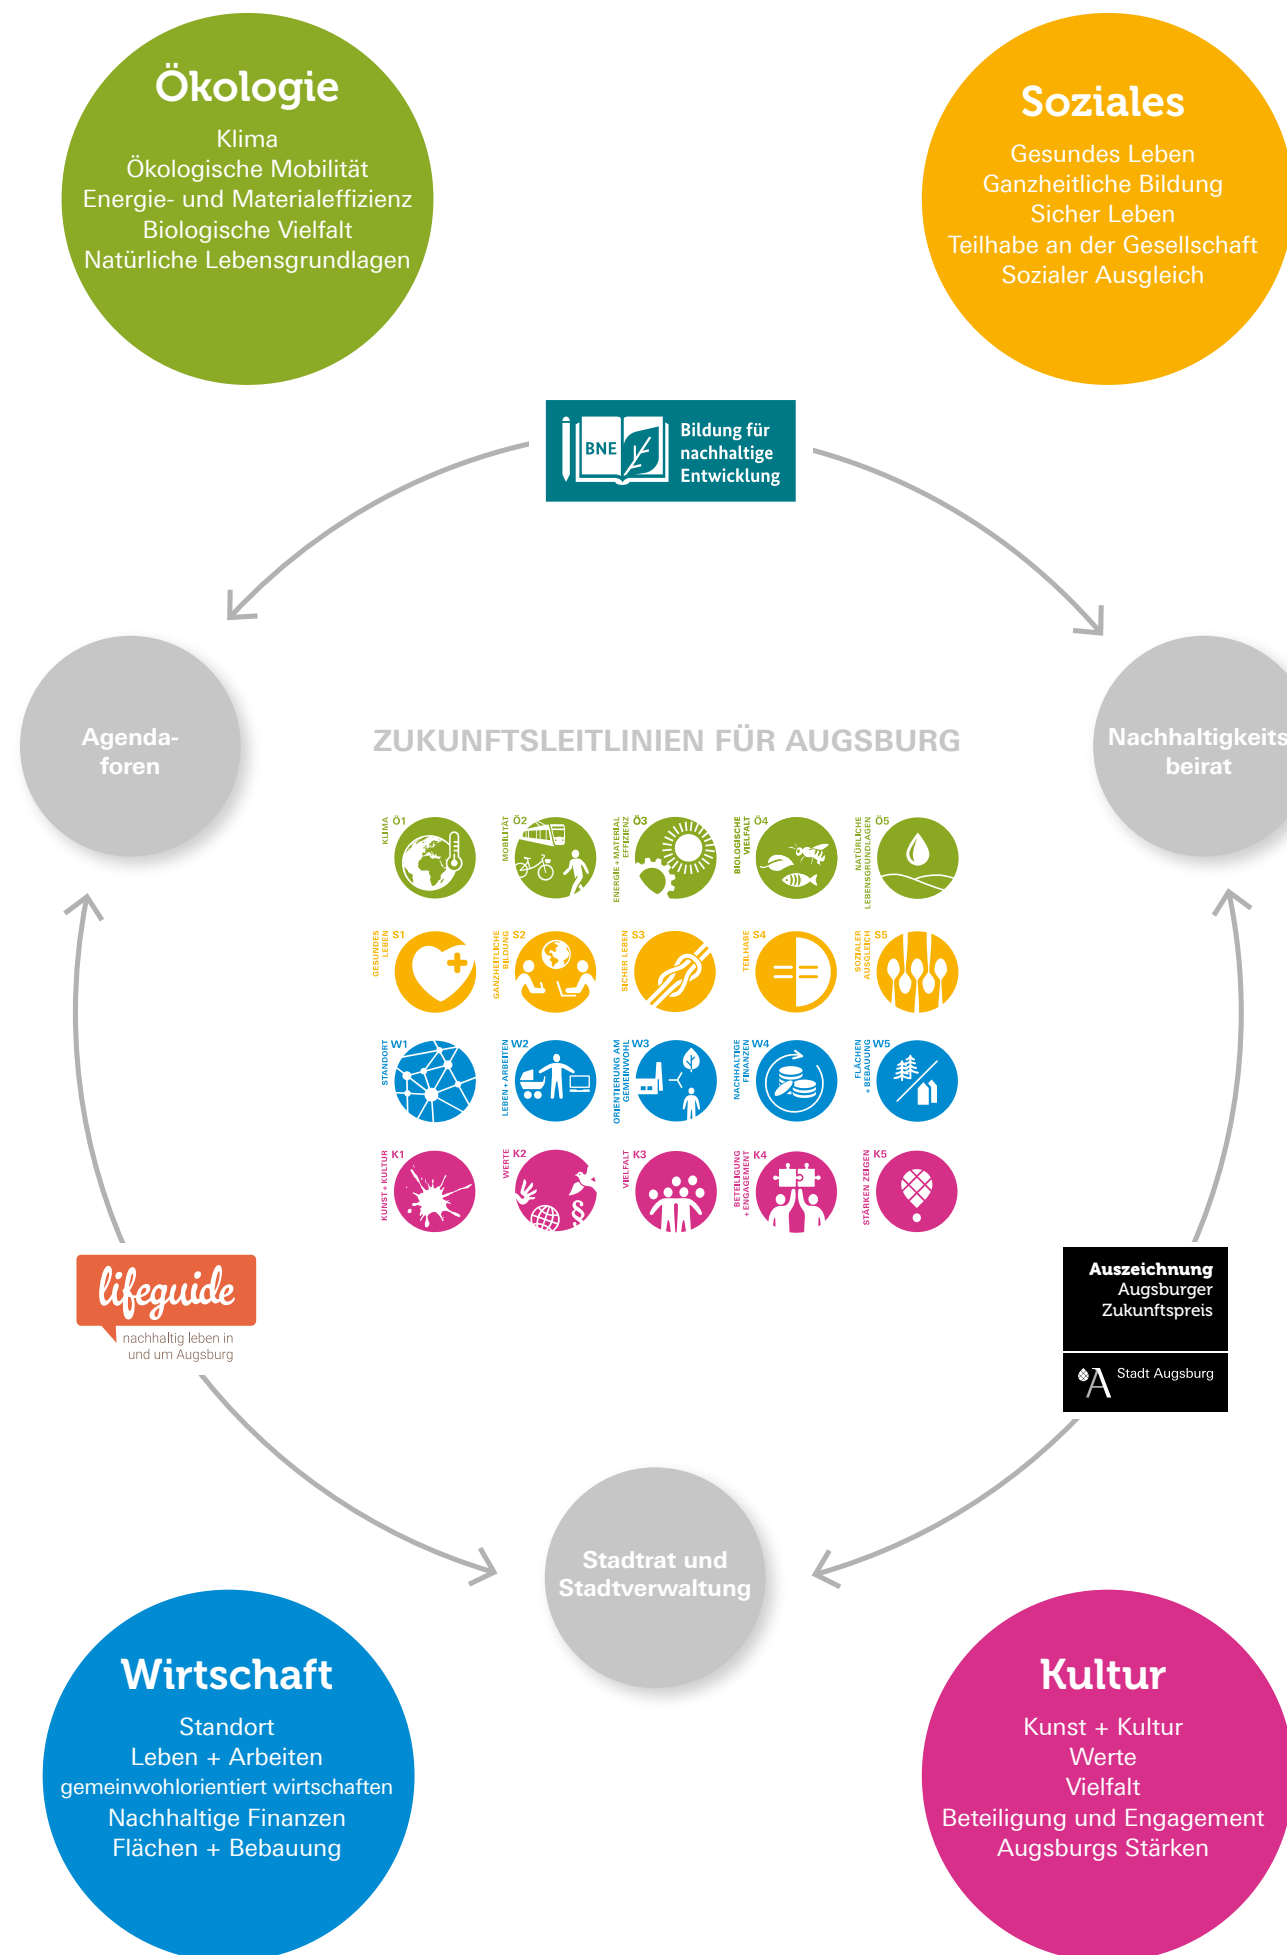 Ökologie
Klima
Ökologische Mobilität
Energie- und Materialeffizienz
Biologische Vielfalt
Natürliche Lebensgrundlagen
Soziales
Gesundes Leben
Ganzheitliche Bildung
Sicher Leben
Teilhabe an der Gesellschaft
Sozialer Ausgleich
BNE
Bildung für
nachhaltige
Entwicklung
Agenda-
foren
Nachhaltigkeits
beirat
ZUKUNFTSLEITLINIEN FÜR AUGSBURG
KLIMA
Ö1
MOBILITÄT
Ö2
ENERGIE + MATERIAL
EFFIZIENZ
Ö3
BIOLOGISCHE
VIELFALT
Ö4
NATÜRLICHE
LEBENSGRUNDLAGEN
Ö5
GESUNDES
LEBEN
S1
GANZHEITLICHE
BILDUNG
S2
SICHER LEBEN
S3
TEILHABE
S4
SOZIALER
AUSGLEICH
S5
STANDORT
W1
LEBEN + ARBEITEN
W2
ORIENTIERUNG AM
GEMEINWOHL
W3
NACHHALTIGE
FINANZEN
W4
FLÄCHEN
+ BEBAUUNG
W5
KUNST + KULTUR
K1
WERTE
K2
§
VIELFALT
K3
BETEILIGUNG
+ ENGAGEMENT
K4
STÄRKEN ZEIGEN
K5
lifeguide
nachhaltig leben in
und um Augsburg
Auszeichnung
Augsburger
Zukunftspreis
A
Stadt Augsburg
Stadtrat und
Stadtverwaltung
Wirtschaft
Standort
Leben + Arbeiten
gemeinwohlorientiert wirtschaften
Nachhaltige Finanzen
Flächen + Bebauung
Kultur
Kunst + Kultur
Werte
Vielfalt
Beteiligung und Engagement
Augsburgs Stärken